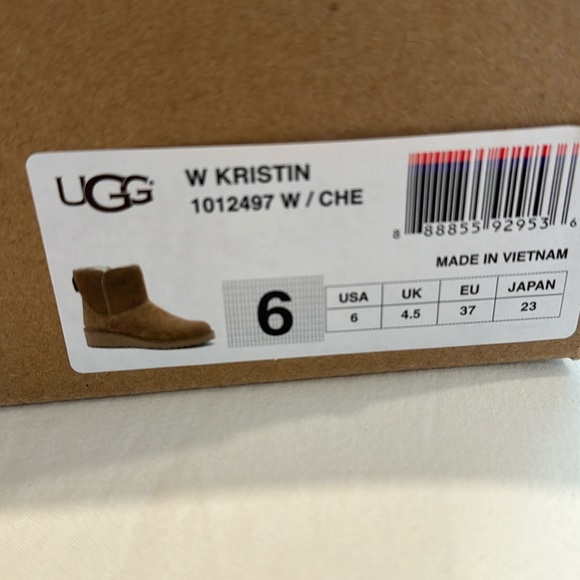 UGG
W KRISTIN
1012497 W / CHE
8 88855 92953 6
MADE IN VIETNAM
6
USA UK EU JAPAN
6 4.5 37 23